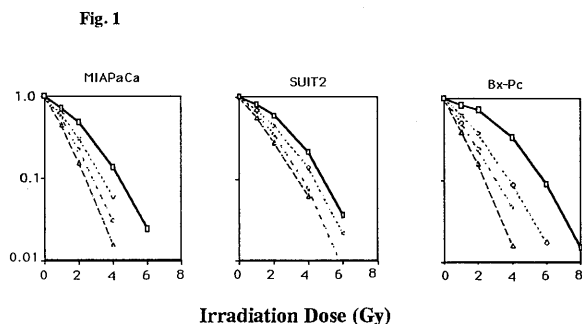 Fig. 1
MIAPaCa
SUIT2
Bx-Pc
1.0
0.1
0.01
0 2 4 6 8
0 2 4 6 8
0 2 4 6 8
Irradiation Dose (Gy)